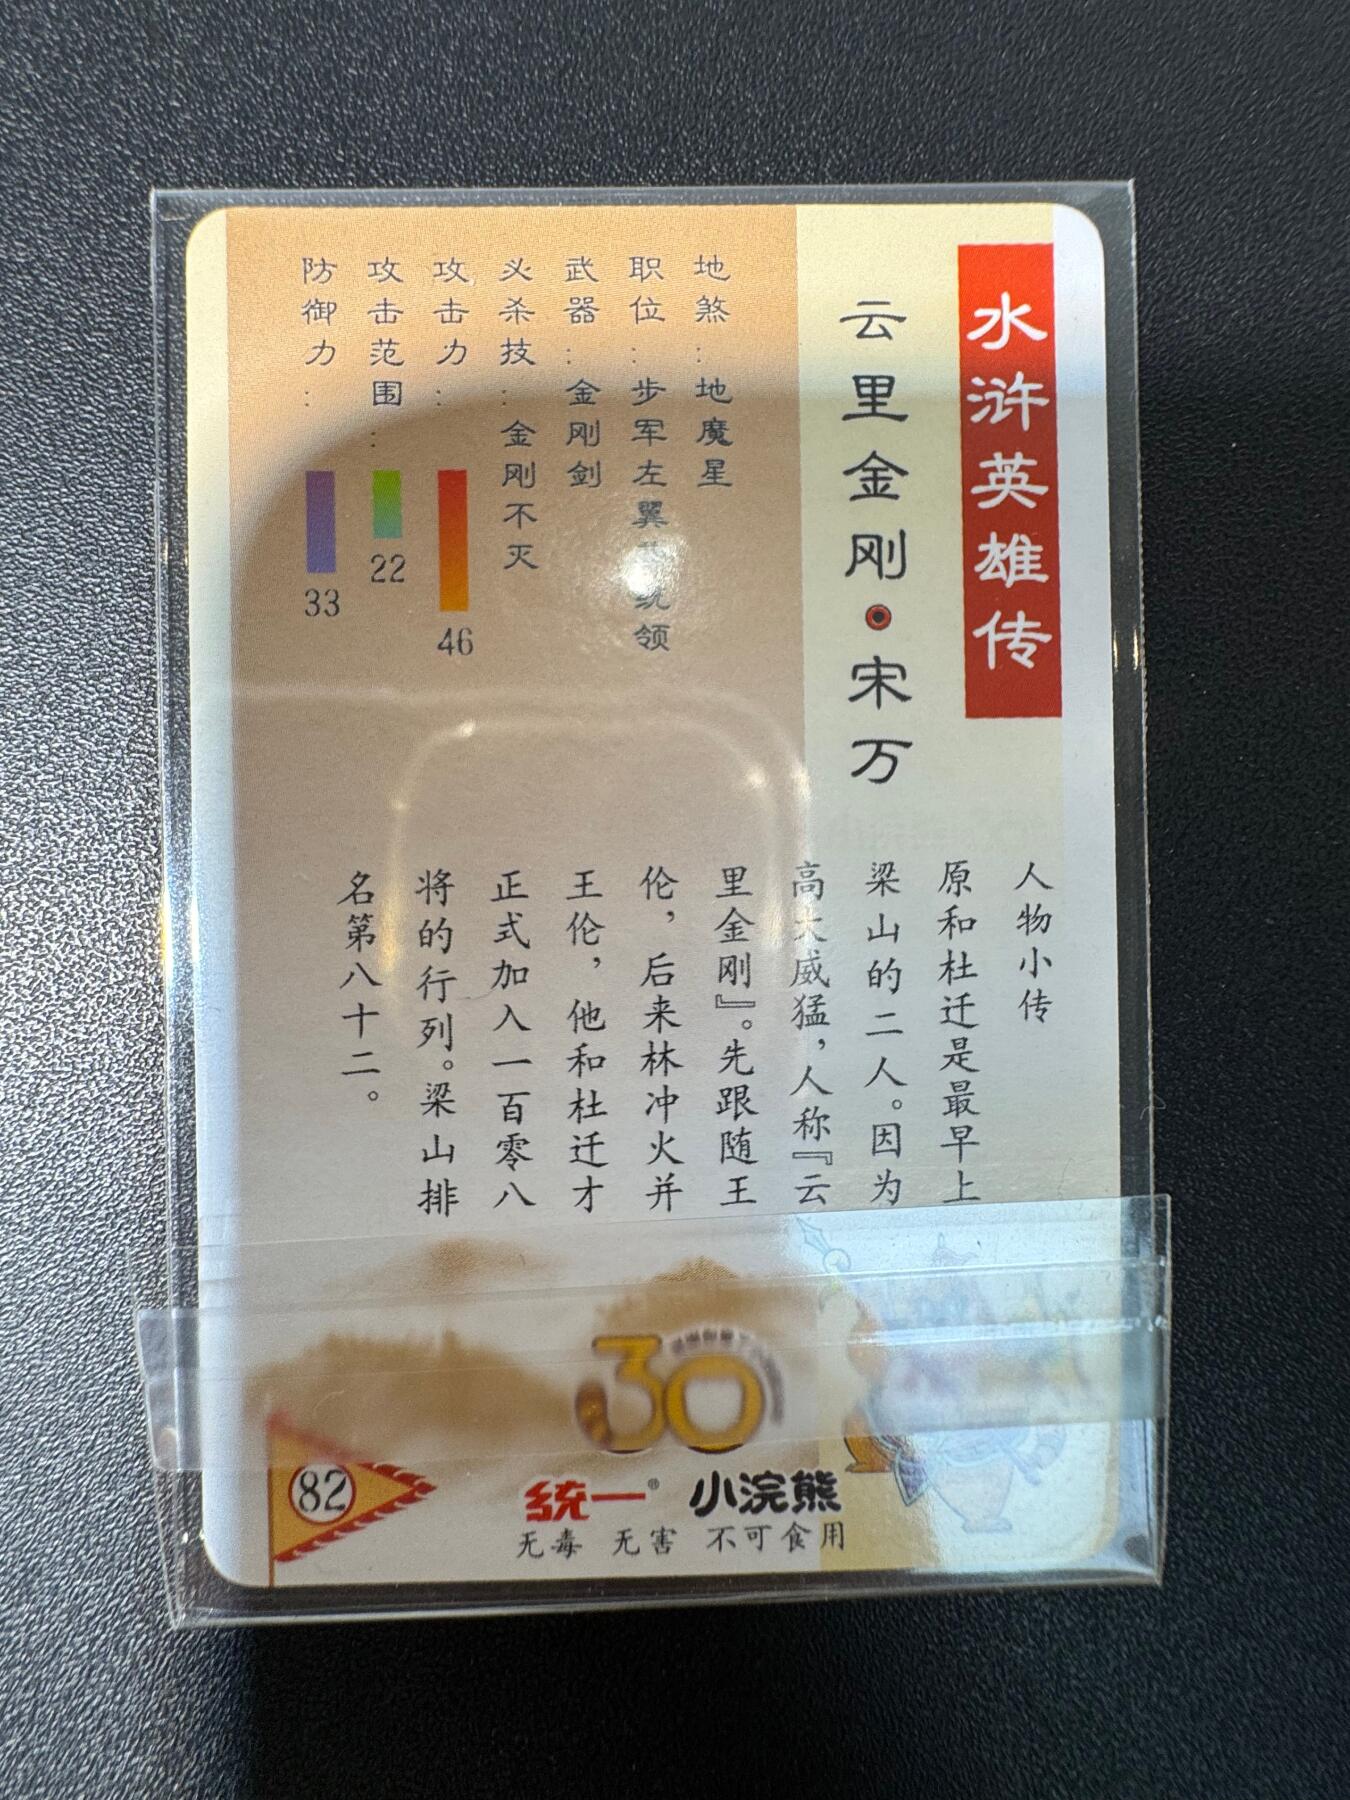 水浒英雄传
云里金刚·宋万
地煞：地魔星
职位：步军左翼 统领
武器：金刚剑
必杀技：金刚不灭
攻击力： 46
攻击范围： 22
防御力： 33
人物小传
原和杜迁是最早上
梁山的二人。因为
高大威猛，人称『云
里金刚』。先跟随王
伦，后来林冲火并
王伦，他和杜迁才
正式加入一百零八
将的行列。梁山排
名第八十二。
30
82
统一® 小浣熊
无毒 无害 不可食用